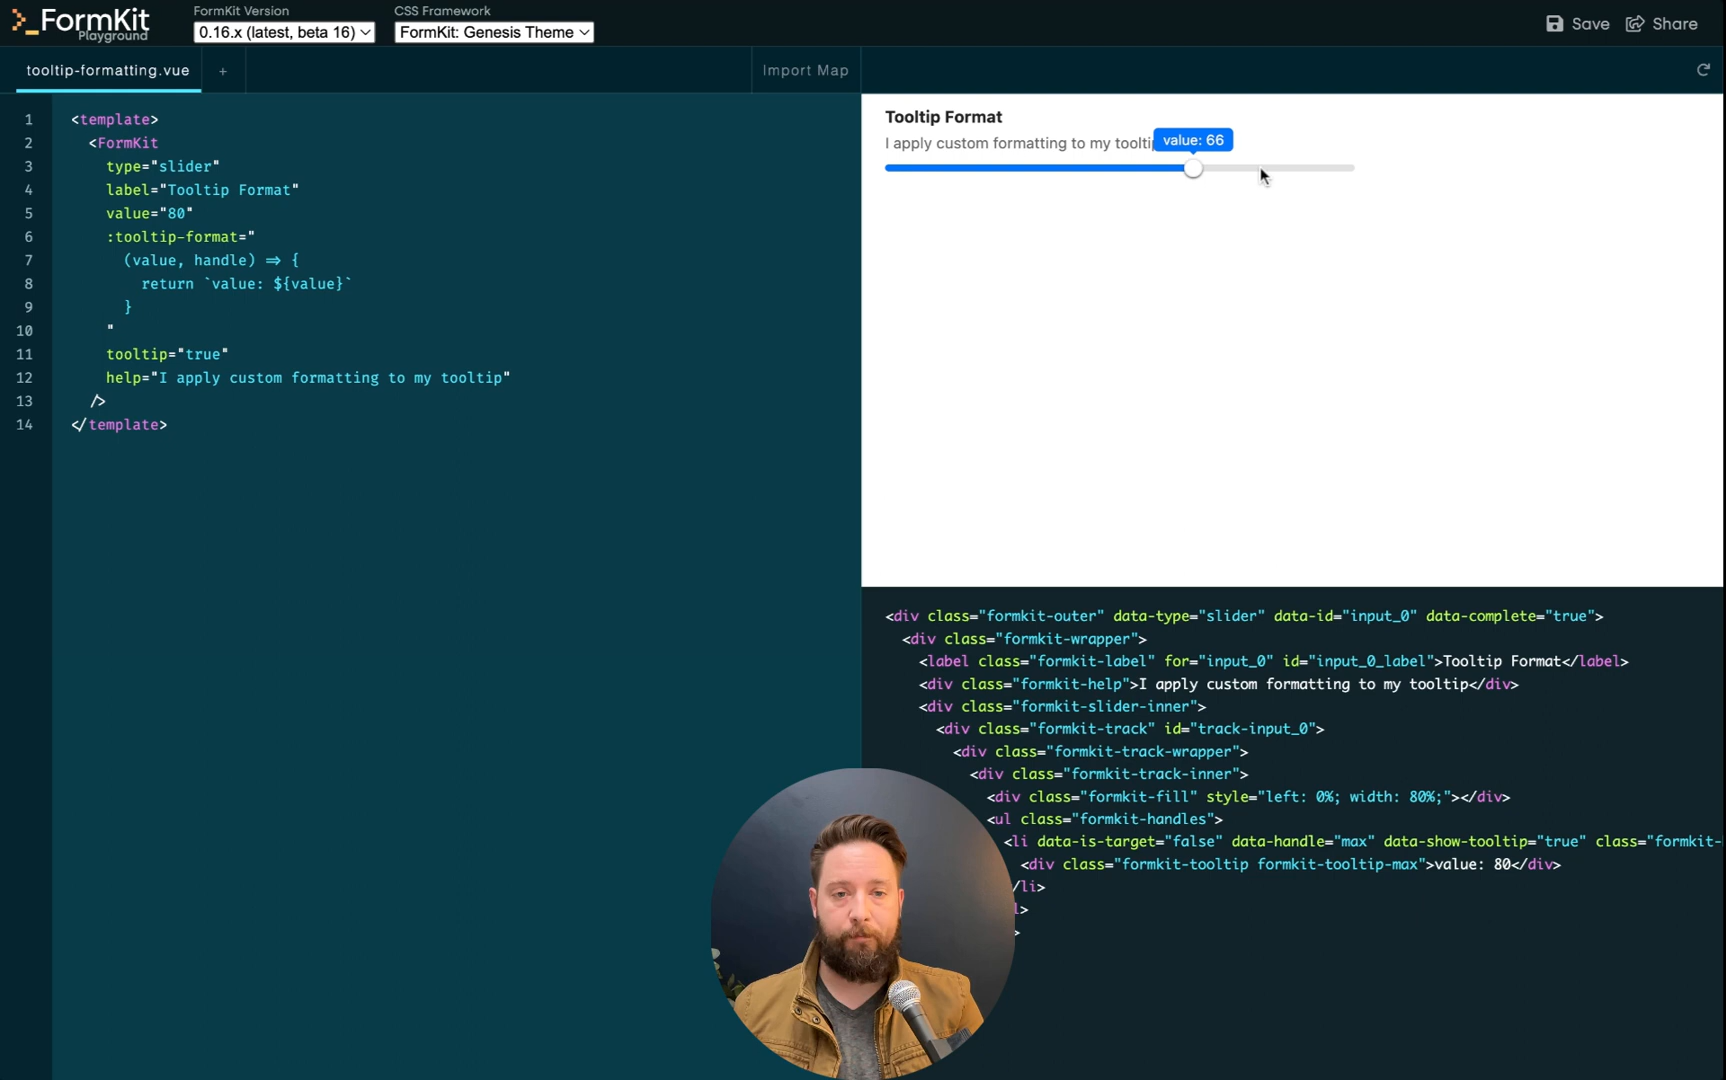 FormKit
Playground
FormKit Version
0.16.x (latest, beta 16)
CSS Framework
FormKit: Genesis Theme
Save
Share
tooltip-formatting.vue
+
Import Map
1 <template>
2 <FormKit
3 type="slider"
4 label="Tooltip Format"
5 value="80"
6 :tooltip-format="
7 (value, handle) => {
8 return `value: ${value}`
9 }
10 "
11 tooltip="true"
12 help="I apply custom formatting to my tooltip"
13 />
14 </template>
Tooltip Format
I apply custom formatting to my toolti
value: 66
<div class="formkit-outer" data-type="slider" data-id="input_0" data-complete="true">
<div class="formkit-wrapper">
<label class="formkit-label" for="input_0" id="input_0_label">Tooltip Format</label>
<div class="formkit-help">I apply custom formatting to my tooltip</div>
<div class="formkit-slider-inner">
<div class="formkit-track" id="track-input_0">
<div class="formkit-track-wrapper">
<div class="formkit-track-inner">
<div class="formkit-fill" style="left: 0%; width: 80%;"></div>
<ul class="formkit-handles">
<li data-is-target="false" data-handle="max" data-show-tooltip="true" class="formkit-
<div class="formkit-tooltip formkit-tooltip-max">value: 80</div>
/li>
l>
>